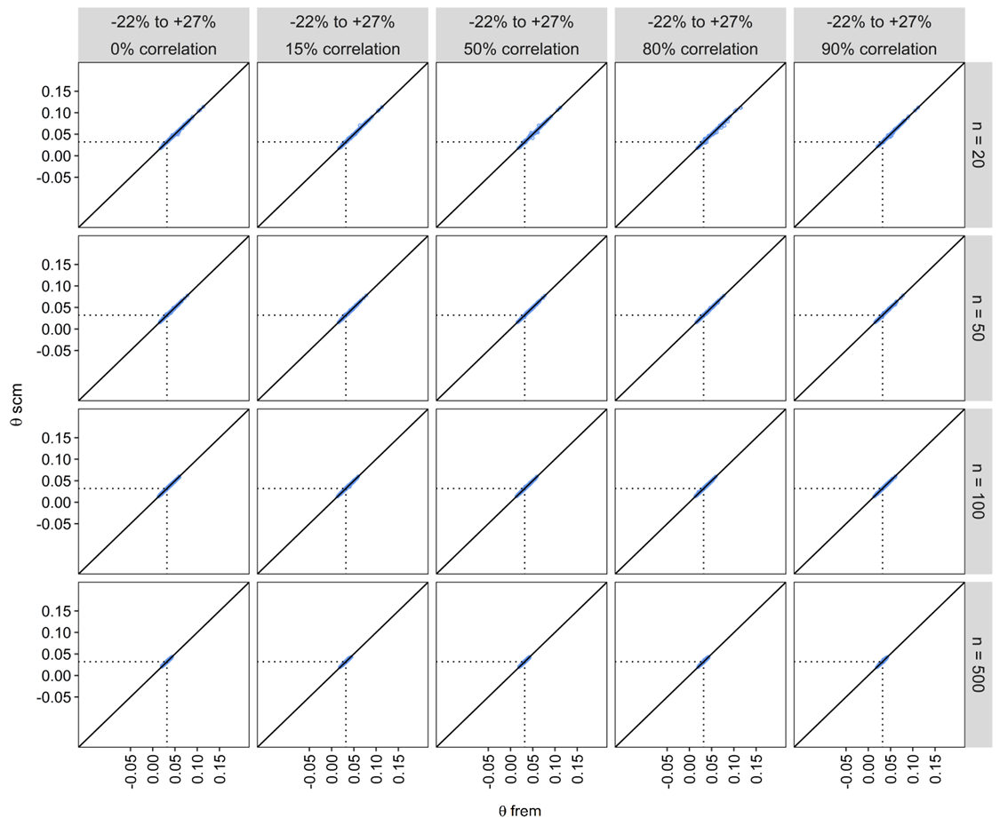 -22% to +27%
0% correlation
-22% to +27%
15% correlation
-22% to +27%
50% correlation
-22% to +27%
80% correlation
-22% to +27%
90% correlation
0.15
0.10
0.05
0.00
-0.05
n = 20
0.15
0.10
0.05
0.00
-0.05
n = 50
θ scm
0.15
0.10
0.05
0.00
-0.05
n = 100
0.15
0.10
0.05
0.00
-0.05
n = 500
-0.05 0.00 0.05 0.10 0.15
-0.05 0.00 0.05 0.10 0.15
-0.05 0.00 0.05 0.10 0.15
-0.05 0.00 0.05 0.10 0.15
-0.05 0.00 0.05 0.10 0.15
θ frem